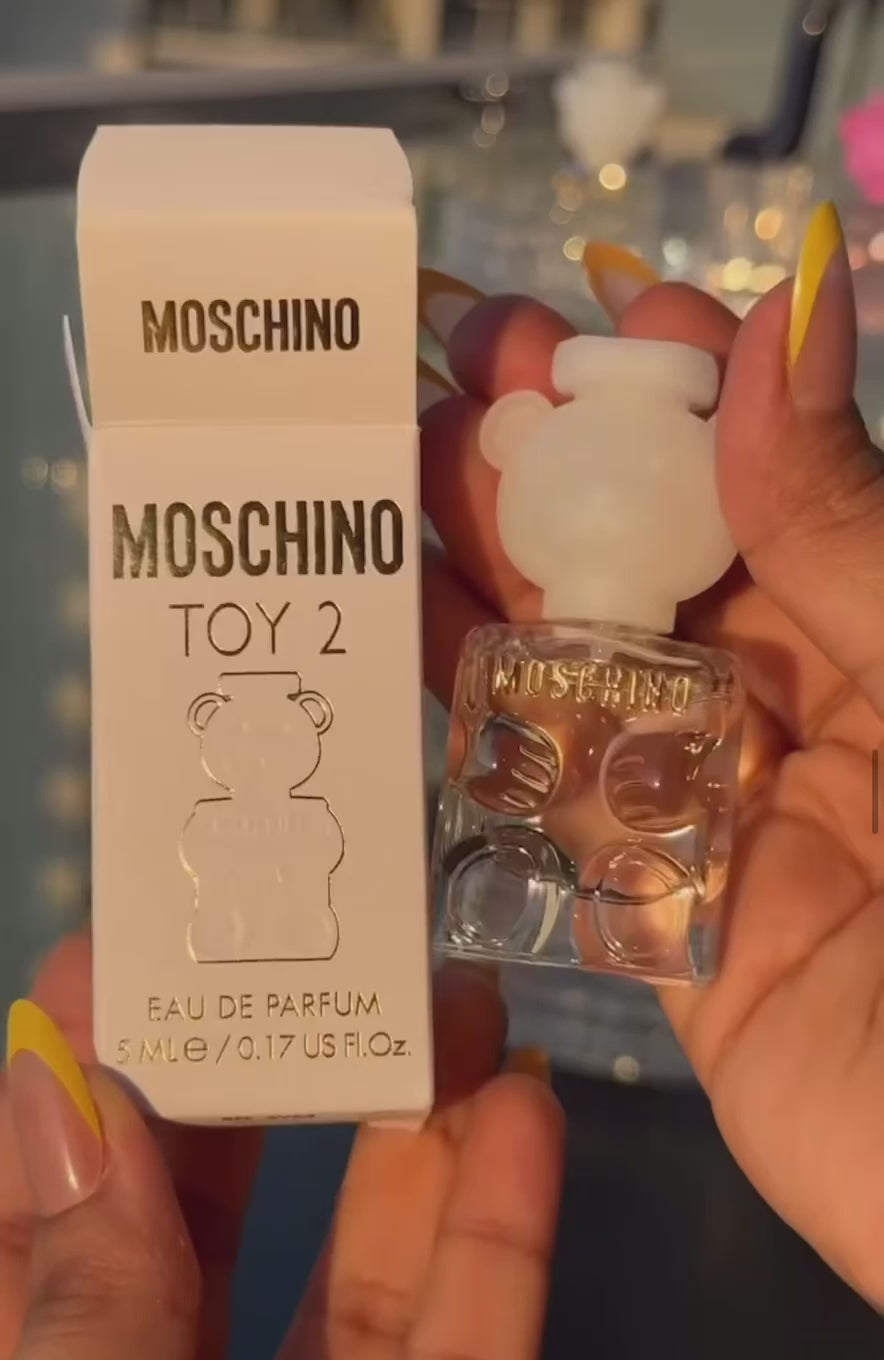 MOSCHINO
MOSCHINO
TOY 2
EAU DE PARFUM
5 ML℮ / 0.17 US Fl.Oz.
MOSCHINO